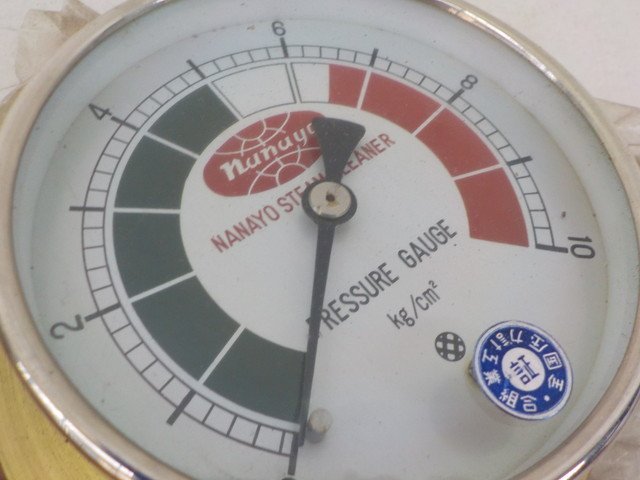 2
4
6
8
10
Nanayo
NANAYO STEAM CLEANER
PRESSURE GAUGE
kg/cm²